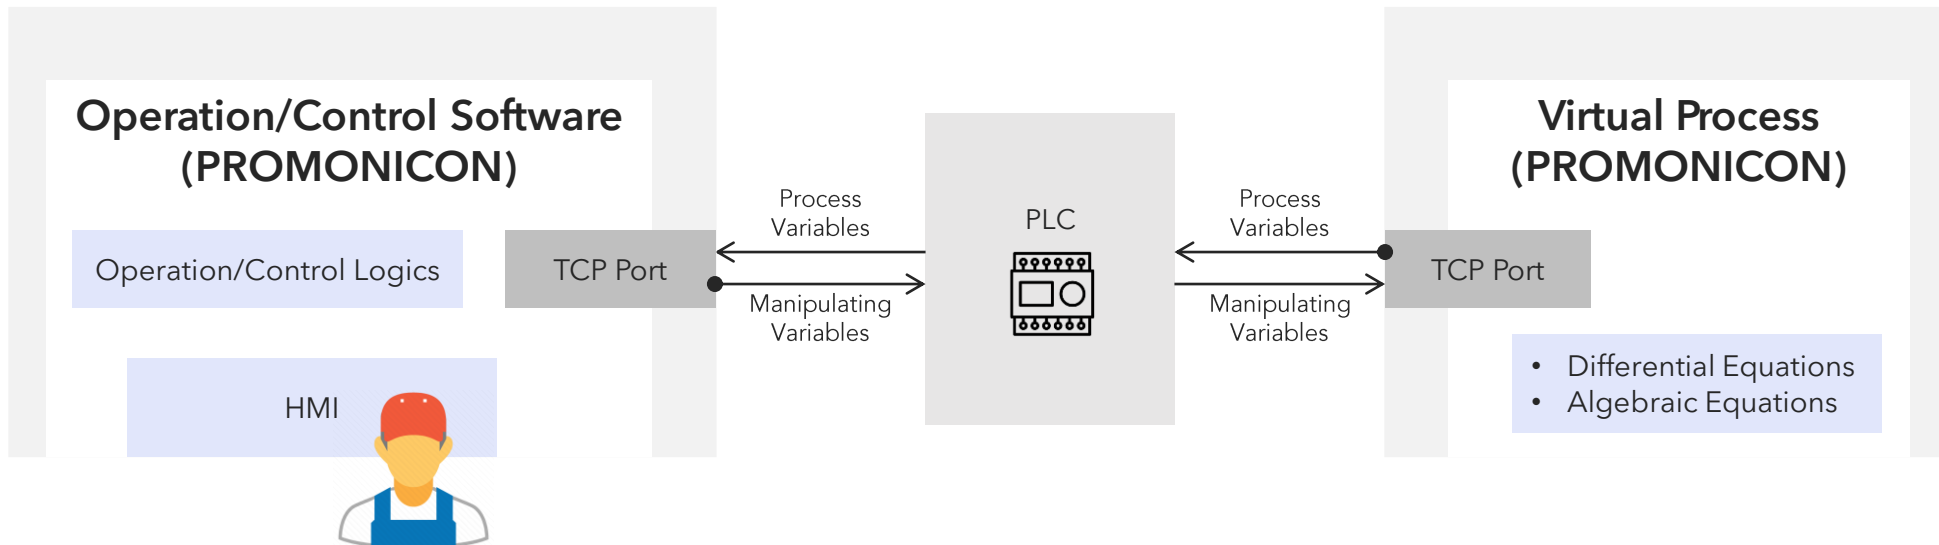 Operation/Control Software
(PROMONICON)
Operation/Control Logics
TCP Port
HMI
Process
Variables
Manipulating
Variables
PLC
Process
Variables
Manipulating
Variables
Virtual Process
(PROMONICON)
TCP Port
• Differential Equations
• Algebraic Equations